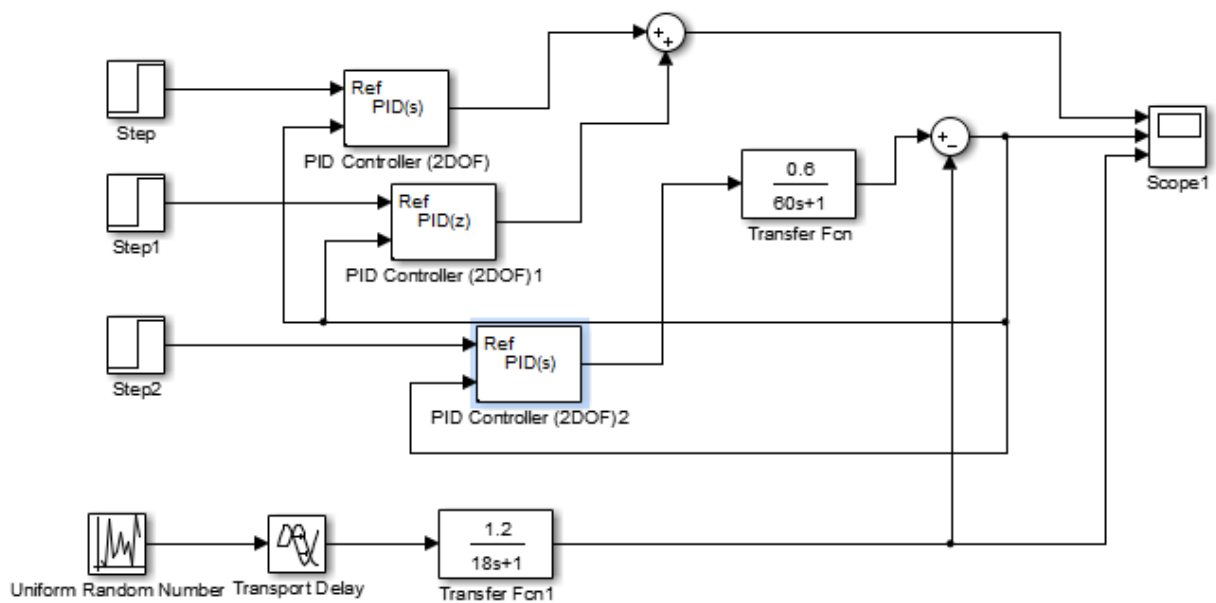 Step
Ref
PID(s)
PID Controller (2DOF)
+
+
Step1
Ref
PID(z)
PID Controller (2DOF)1
0.6
60s+1
Transfer Fcn
+
−
Scope1
Step2
Ref
PID(s)
PID Controller (2DOF)2
Uniform Random Number
Transport Delay
1.2
18s+1
Transfer Fcn1